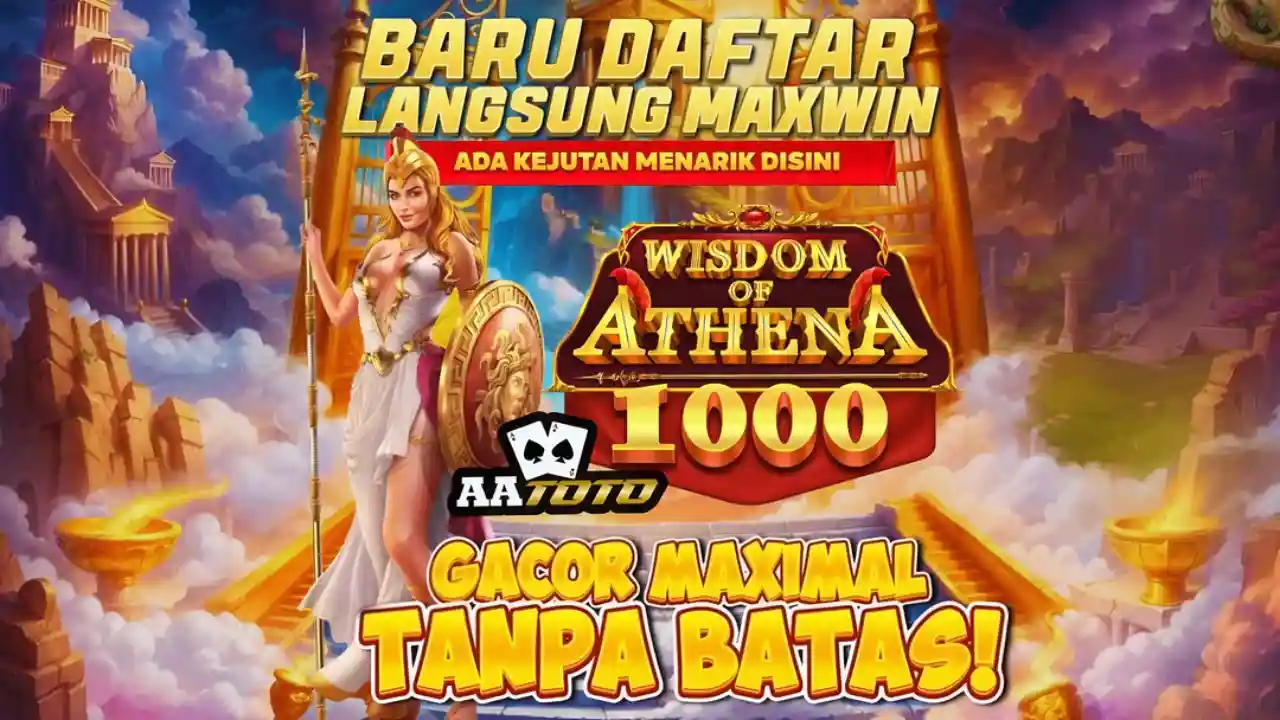 BARU DAFTAR
LANGSUNG MAXWIN
ADA KEJUTAN MENARIK DISINI
WISDOM
OF
ATHENA
1000
AATOTO
GACOR MAXIMAL
TANPA BATAS!